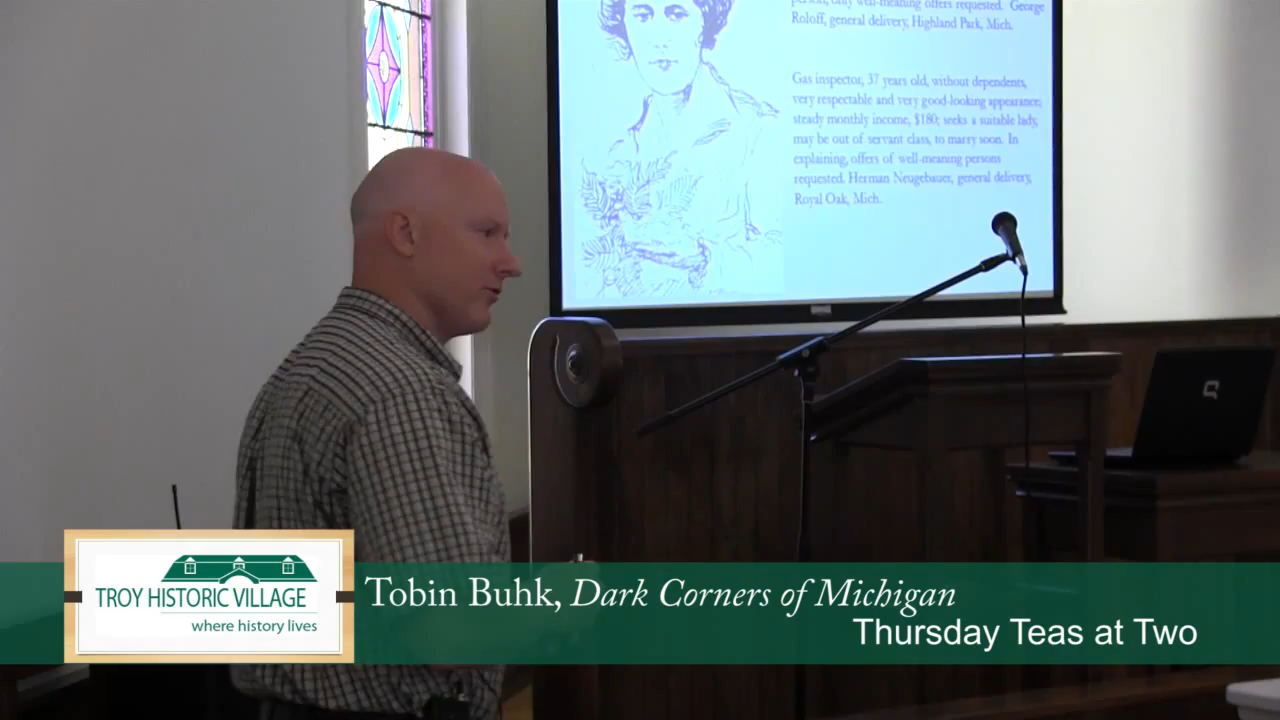 person, only well-meaning offers requested. George
Roloff, general delivery, Highland Park, Mich.
Gas inspector, 37 years old, without dependents,
very respectable and very good-looking appearance;
steady monthly income, $180; seeks a suitable lady,
may be out of servant class, to marry soon. In
explaining, offers of well-meaning persons
requested. Herman Neugebauer, general delivery,
Royal Oak, Mich.
TROY HISTORIC VILLAGE
where history lives
Tobin Buhk, Dark Corners of Michigan
Thursday Teas at Two